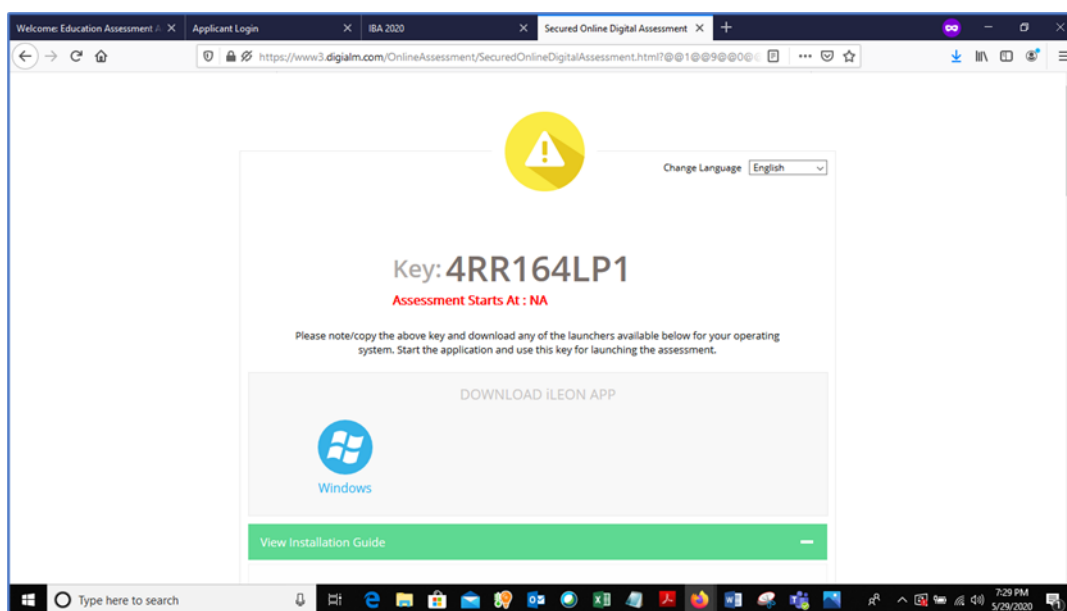 Welcome: Education Assessment A
Applicant Login
IBA 2020
Secured Online Digital Assessment
https://www3.digialm.com/OnlineAssessment/SecuredOnlineDigitalAssessment.html?@@1@@9@@0@
Change Language English
Key: 4RR164LP1
Assessment Starts At : NA
Please note/copy the above key and download any of the launchers available below for your operating
system. Start the application and use this key for launching the assessment.
DOWNLOAD iLEON APP
Windows
View Installation Guide
Type here to search
7:29 PM
5/29/2020